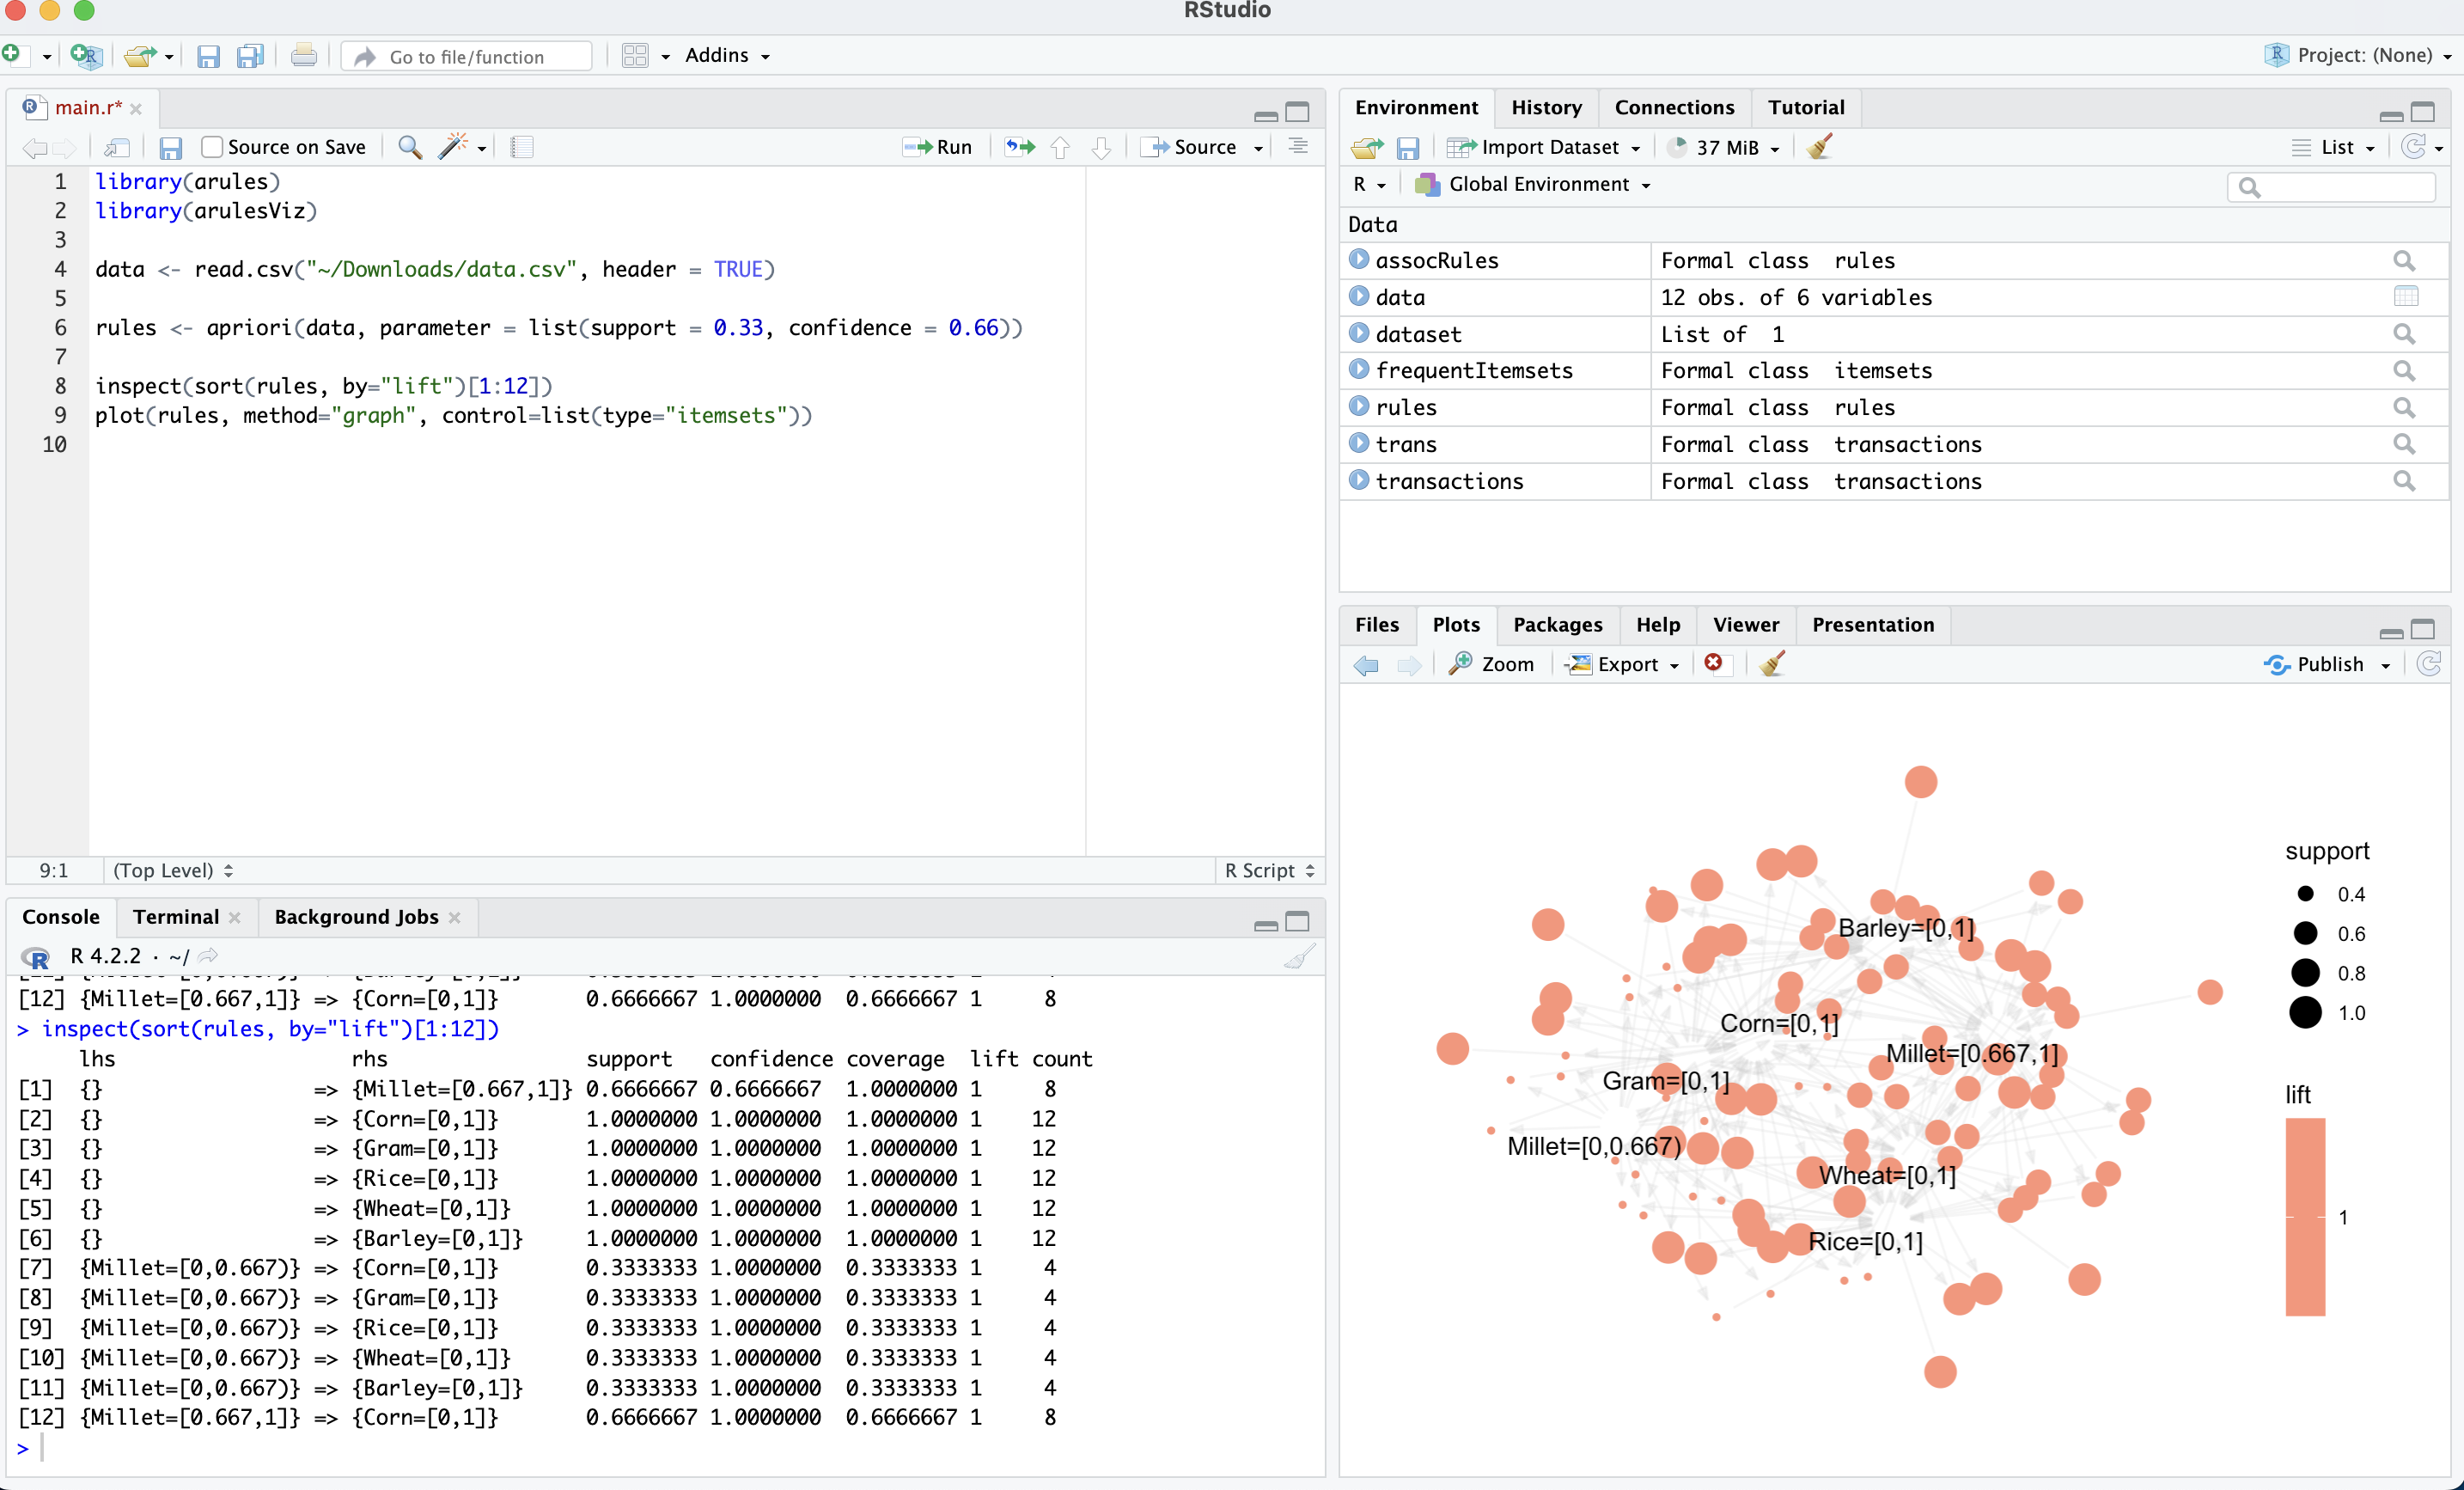 RStudio
Go to file/function
Addins
Project: (None)
main.r*
Source on Save
Run
Source
1 library(arules)
2 library(arulesViz)
3
4 data <- read.csv("~/Downloads/data.csv", header = TRUE)
5
6 rules <- apriori(data, parameter = list(support = 0.33, confidence = 0.66))
7
8 inspect(sort(rules, by="lift")[1:12])
9 plot(rules, method="graph", control=list(type="itemsets"))
10
9:1 (Top Level) R Script
Console Terminal Background Jobs
R 4.2.2 · ~/
[12] {Millet=[0.667,1]} => {Corn=[0,1]} 0.6666667 1.0000000 0.6666667 1 8
> inspect(sort(rules, by="lift")[1:12])
lhs rhs support confidence coverage lift count
[1] {} => {Millet=[0.667,1]} 0.6666667 0.6666667 1.0000000 1 8
[2] {} => {Corn=[0,1]} 1.0000000 1.0000000 1.0000000 1 12
[3] {} => {Gram=[0,1]} 1.0000000 1.0000000 1.0000000 1 12
[4] {} => {Rice=[0,1]} 1.0000000 1.0000000 1.0000000 1 12
[5] {} => {Wheat=[0,1]} 1.0000000 1.0000000 1.0000000 1 12
[6] {} => {Barley=[0,1]} 1.0000000 1.0000000 1.0000000 1 12
[7] {Millet=[0,0.667)} => {Corn=[0,1]} 0.3333333 1.0000000 0.3333333 1 4
[8] {Millet=[0,0.667)} => {Gram=[0,1]} 0.3333333 1.0000000 0.3333333 1 4
[9] {Millet=[0,0.667)} => {Rice=[0,1]} 0.3333333 1.0000000 0.3333333 1 4
[10] {Millet=[0,0.667)} => {Wheat=[0,1]} 0.3333333 1.0000000 0.3333333 1 4
[11] {Millet=[0,0.667)} => {Barley=[0,1]} 0.3333333 1.0000000 0.3333333 1 4
[12] {Millet=[0.667,1]} => {Corn=[0,1]} 0.6666667 1.0000000 0.6666667 1 8
>
Environment History Connections Tutorial
Import Dataset 37 MiB List
R Global Environment
Data
assocRules Formal class rules
data 12 obs. of 6 variables
dataset List of 1
frequentItemsets Formal class itemsets
rules Formal class rules
trans Formal class transactions
transactions Formal class transactions
Files Plots Packages Help Viewer Presentation
Zoom Export Publish
Barley=[0,1]
Corn=[0,1]
Millet=[0.667,1]
Gram=[0,1]
Millet=[0,0.667)
Wheat=[0,1]
Rice=[0,1]
support
0.4
0.6
0.8
1.0
lift
1